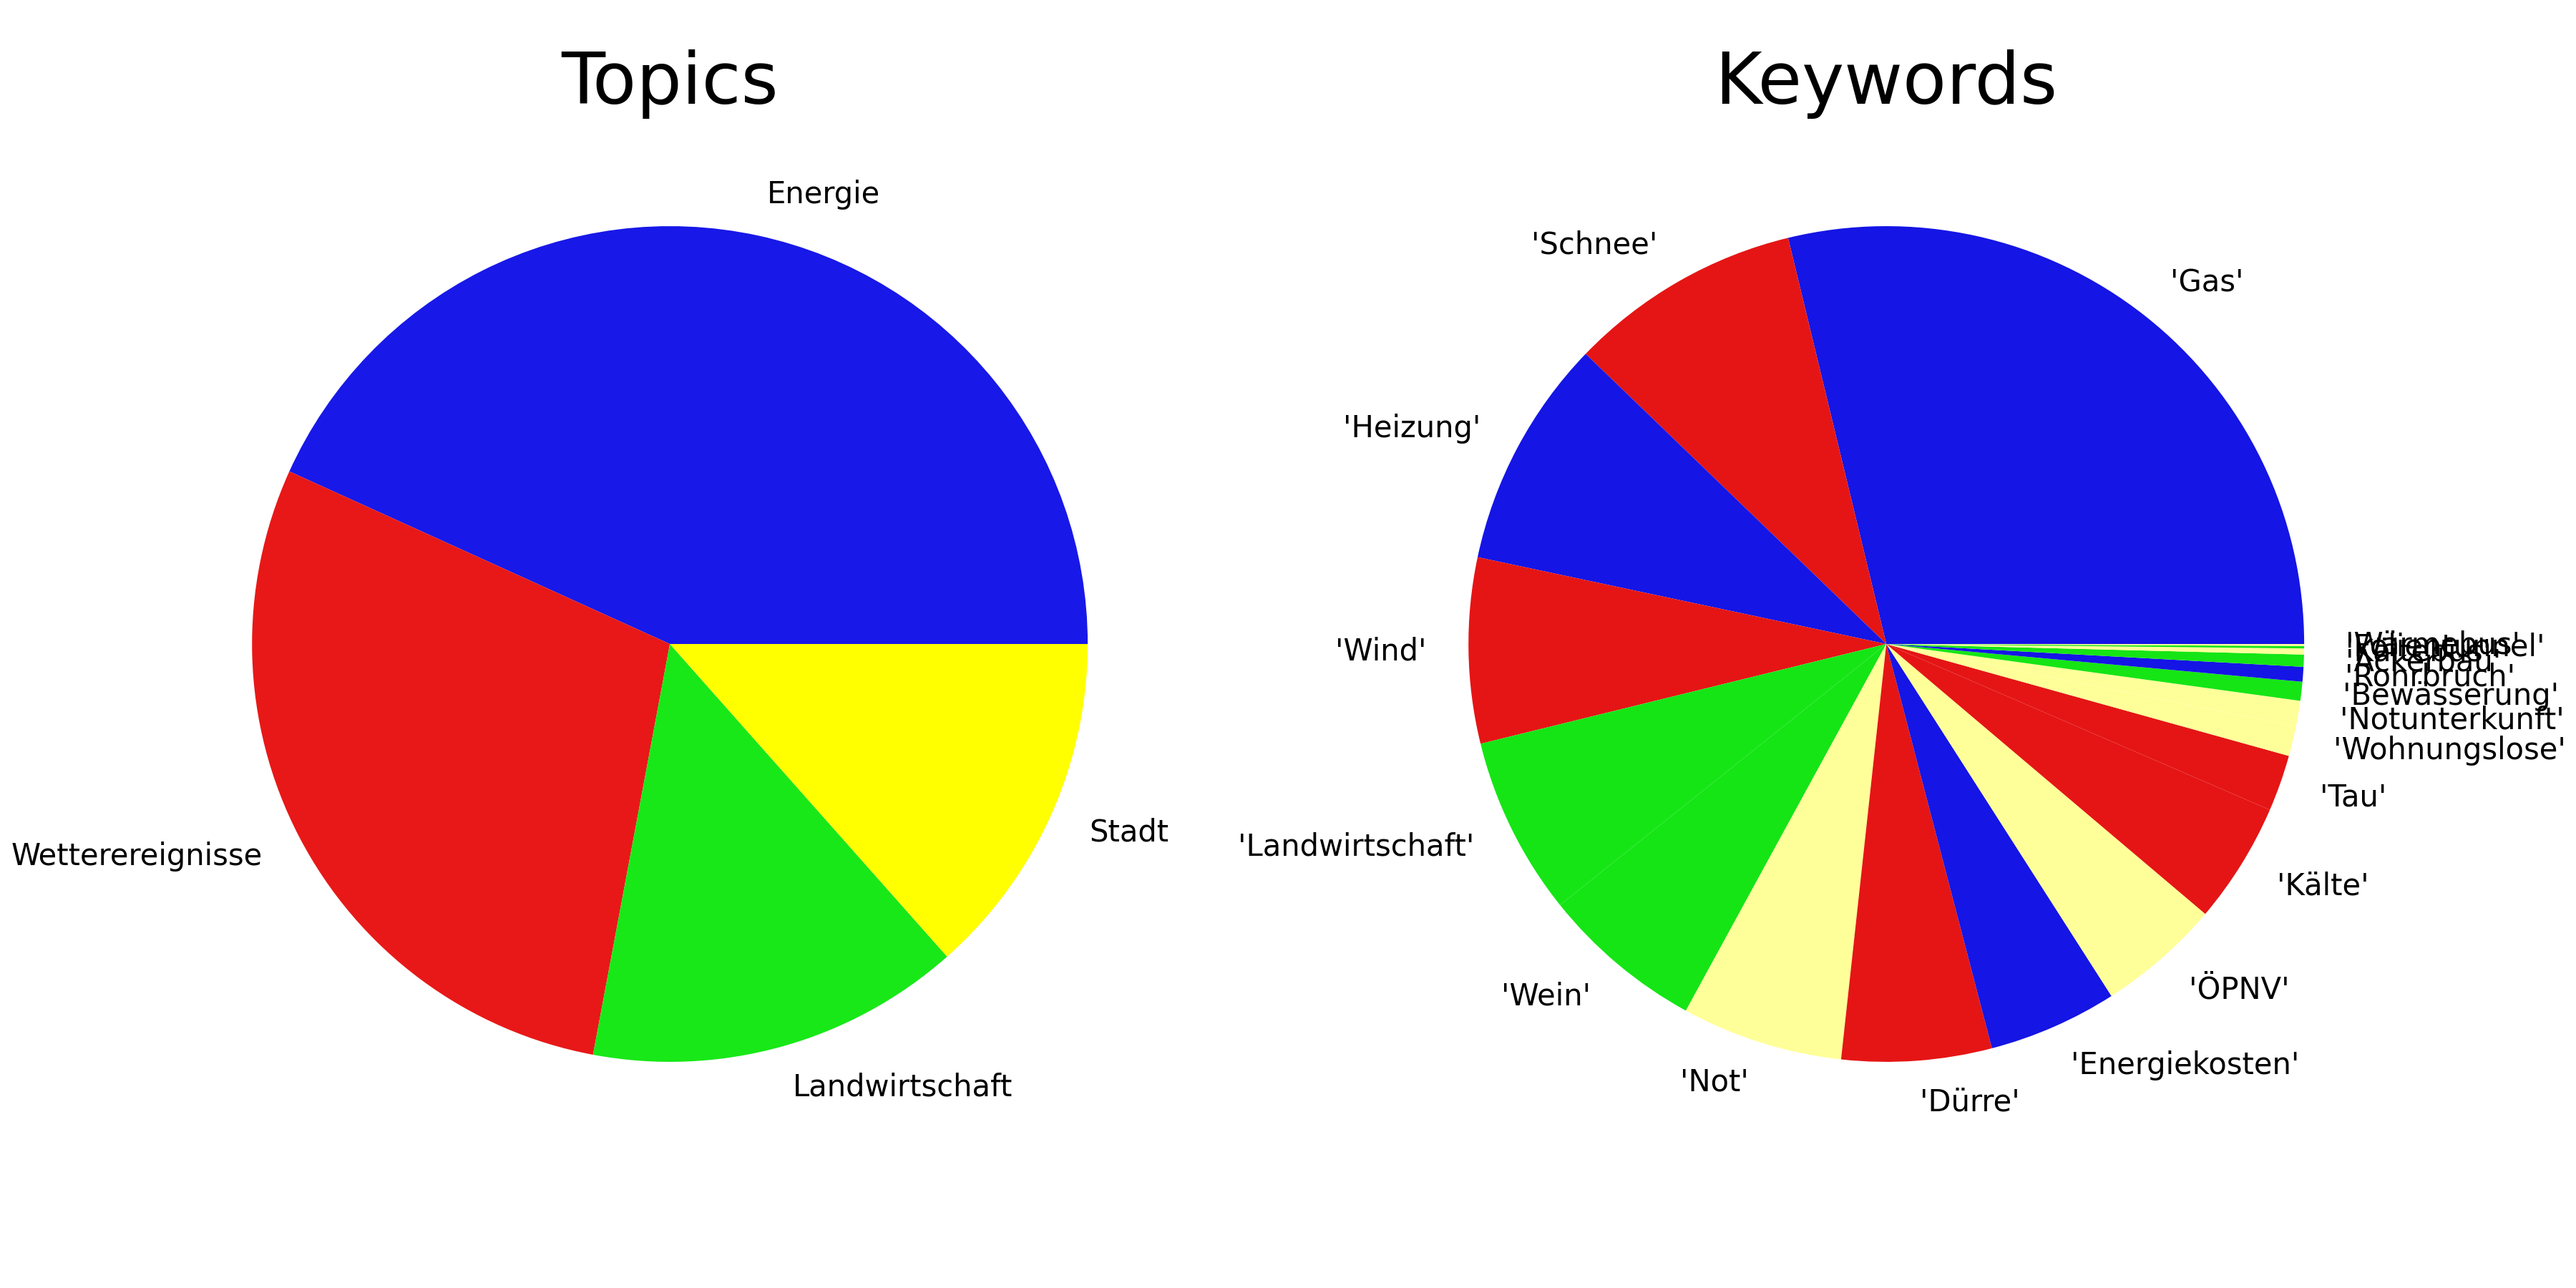 Topics
Energie
Wetterereignisse
Landwirtschaft
Stadt
Keywords
'Gas'
'Schnee'
'Heizung'
'Wind'
'Landwirtschaft'
'Wein'
'Not'
'Dürre'
'Energiekosten'
'ÖPNV'
'Kälte'
'Tau'
'Wohnungslose'
'Notunterkunft'
'Bewässerung'
'Rohrbruch'
'Ackerbau'